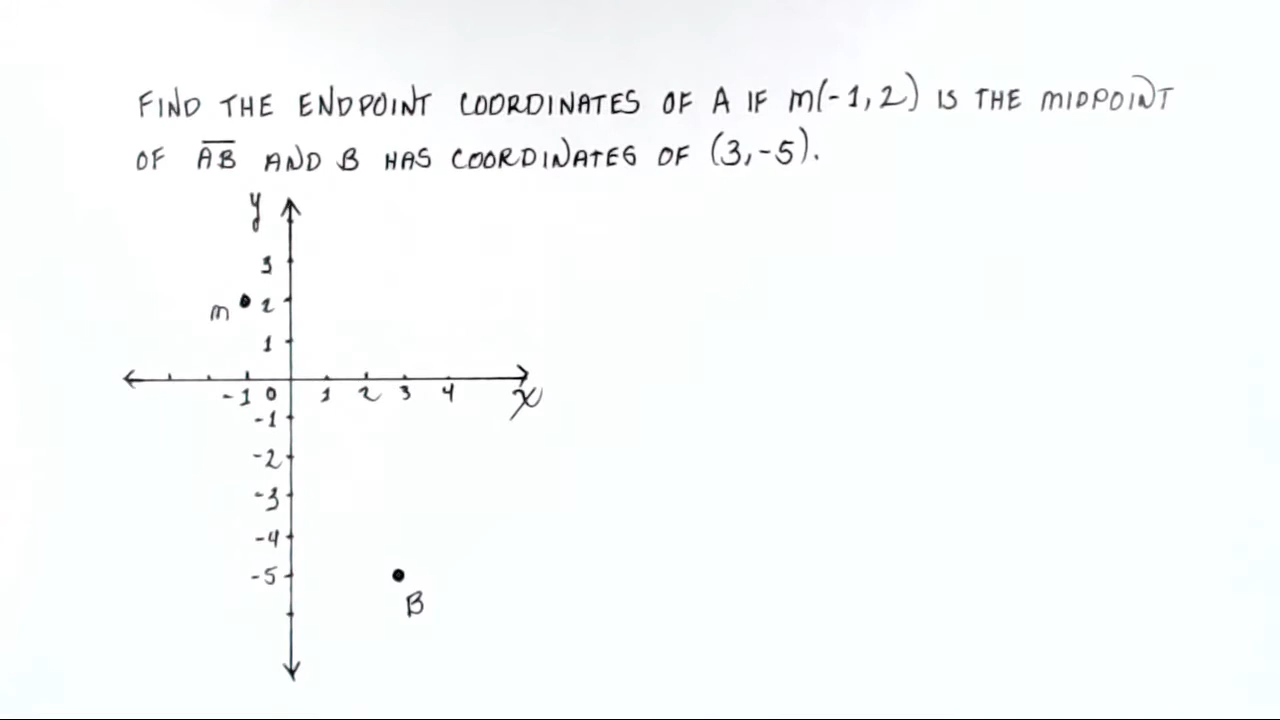 FIND THE ENDPOINT COORDINATES OF A IF M(-1,2) IS THE MIDPOINT
OF AB AND B HAS COORDINATES OF (3,-5).
y
3
m 2
1
-1 0 1 2 3 4 x
-1
-2
-3
-4
-5
B